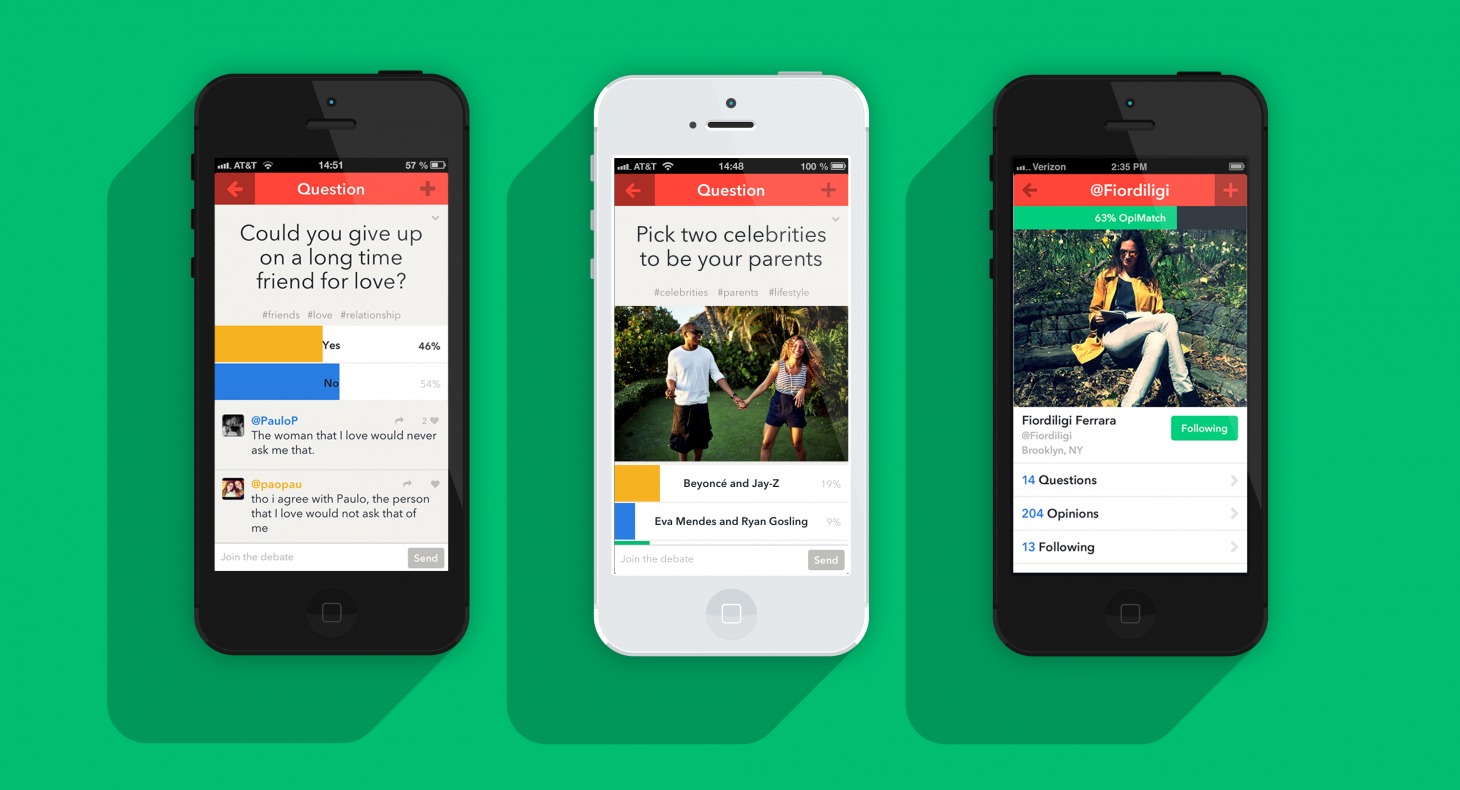 AT&T 14:51 57 %
Question
Could you give up
on a long time
friend for love?
#friends #love #relationship
Yes 46%
No 54%
@PauloP 2
The woman that I love would never
ask me that.
@paopau
tho i agree with Paulo, the person
that I love would not ask that of
me
Join the debate Send
AT&T 14:48 100 %
Question
Pick two celebrities
to be your parents
#celebrities #parents #lifestyle
Beyoncé and Jay-Z 19%
Eva Mendes and Ryan Gosling 9%
Join the debate Send
Verizon 2:35 PM
@Fiordiligi
63% OpiMatch
Fiordiligi Ferrara
@Fiordiligi
Brooklyn, NY
Following
14 Questions
204 Opinions
13 Following